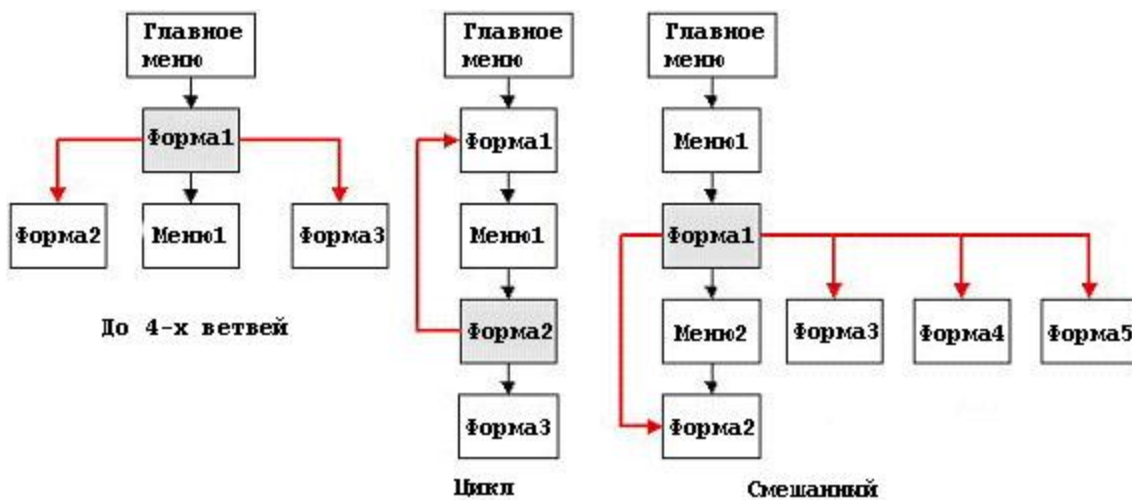 Главное
меню
Форма1
Форма2
Меню1
Форма3
До 4-х ветвей
Главное
меню
Форма1
Меню1
Форма2
Форма3
Цикл
Главное
меню
Меню1
Форма1
Меню2
Форма3
Форма4
Форма5
Форма2
Смешанный